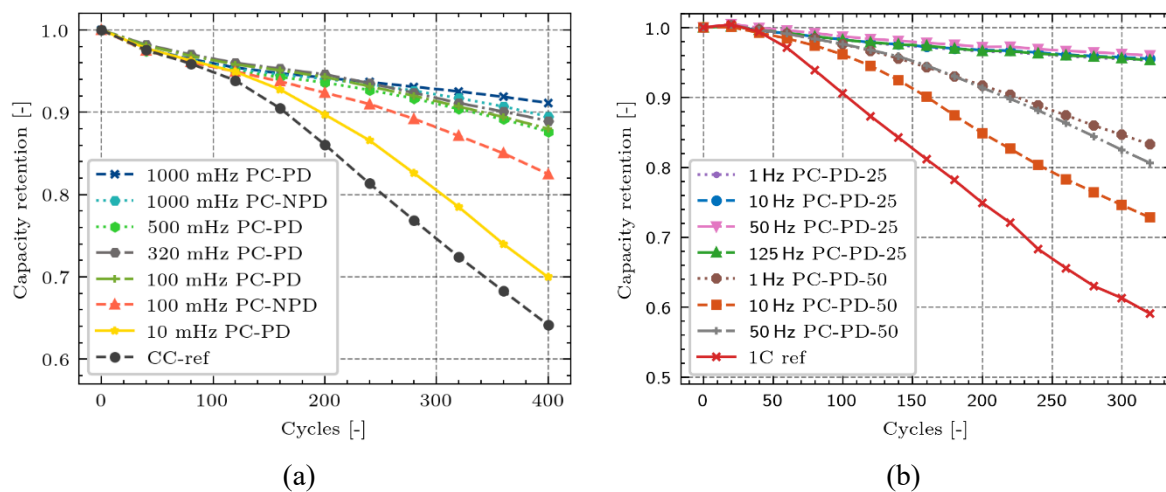 1.0
0.9
0.8
0.7
0.6
Capacity retention [-]
1000 mHz PC-PD
1000 mHz PC-NPD
500 mHz PC-PD
320 mHz PC-PD
100 mHz PC-PD
100 mHz PC-NPD
10 mHz PC-PD
CC-ref
0
100
200
300
400
Cycles [-]
(a)
1.0
0.9
0.8
0.7
0.6
0.5
Capacity retention [-]
1 Hz PC-PD-25
10 Hz PC-PD-25
50 Hz PC-PD-25
125 Hz PC-PD-25
1 Hz PC-PD-50
10 Hz PC-PD-50
50 Hz PC-PD-50
1C ref
0
50
100
150
200
250
300
Cycles [-]
(b)